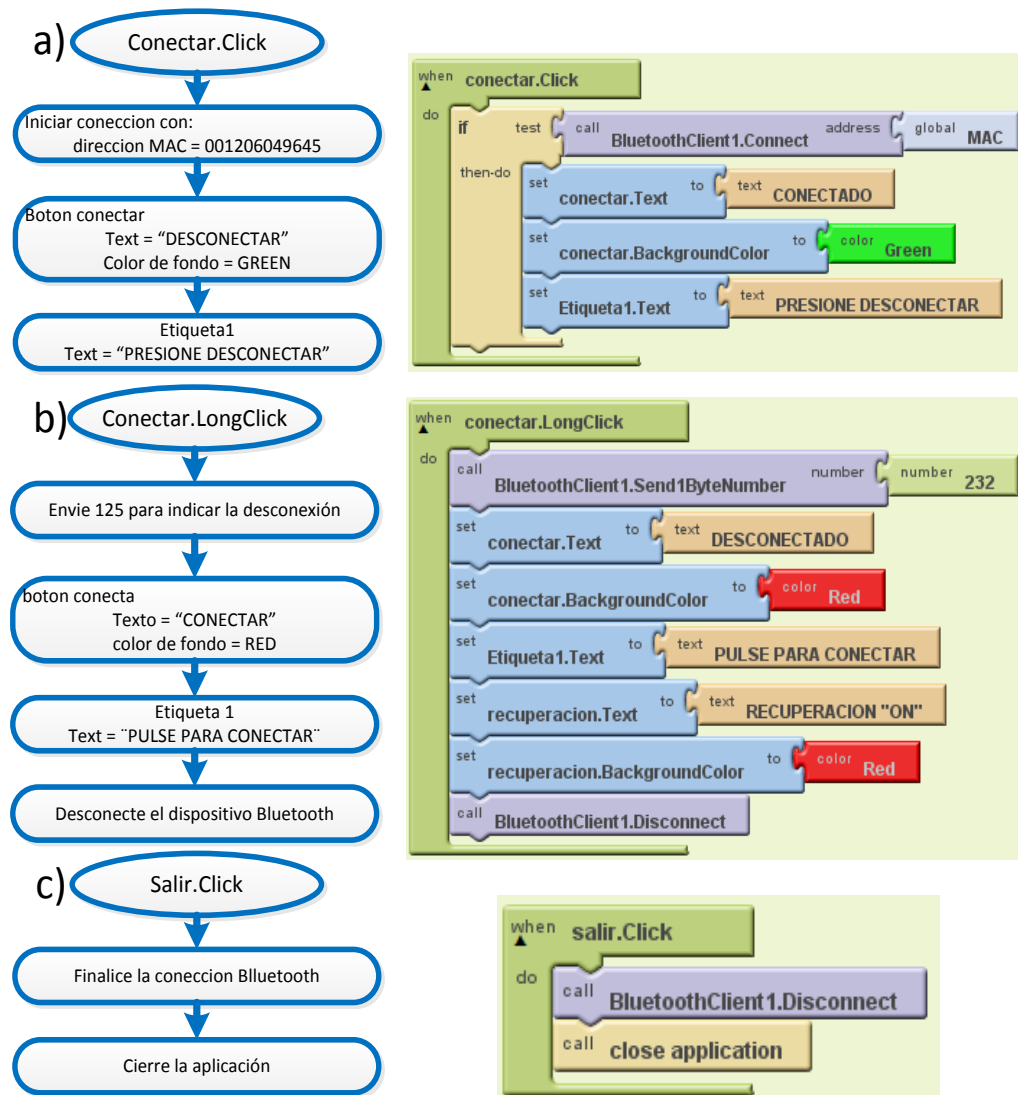 a)
Conectar.Click
Iniciar coneccion con:
direccion MAC = 001206049645
Boton conectar
Text = “DESCONECTAR”
Color de fondo = GREEN
Etiqueta1
Text = “PRESIONE DESCONECTAR”
when conectar.Click
do
if test call BluetoothClient1.Connect address global MAC
then-do set conectar.Text to text CONECTADO
set conectar.BackgroundColor to color Green
set Etiqueta1.Text to text PRESIONE DESCONECTAR
b)
Conectar.LongClick
Envie 125 para indicar la desconexión
boton conecta
Texto = “CONECTAR”
color de fondo = RED
Etiqueta 1
Text = ¨PULSE PARA CONECTAR¨
Desconecte el dispositivo Bluetooth
when conectar.LongClick
do
call BluetoothClient1.Send1ByteNumber number number 232
set conectar.Text to text DESCONECTADO
set conectar.BackgroundColor to color Red
set Etiqueta1.Text to text PULSE PARA CONECTAR
set recuperacion.Text to text RECUPERACION "ON"
set recuperacion.BackgroundColor to color Red
call BluetoothClient1.Disconnect
c)
Salir.Click
Finalice la coneccion Blluetooth
Cierre la aplicación
when salir.Click
do
call BluetoothClient1.Disconnect
call close application